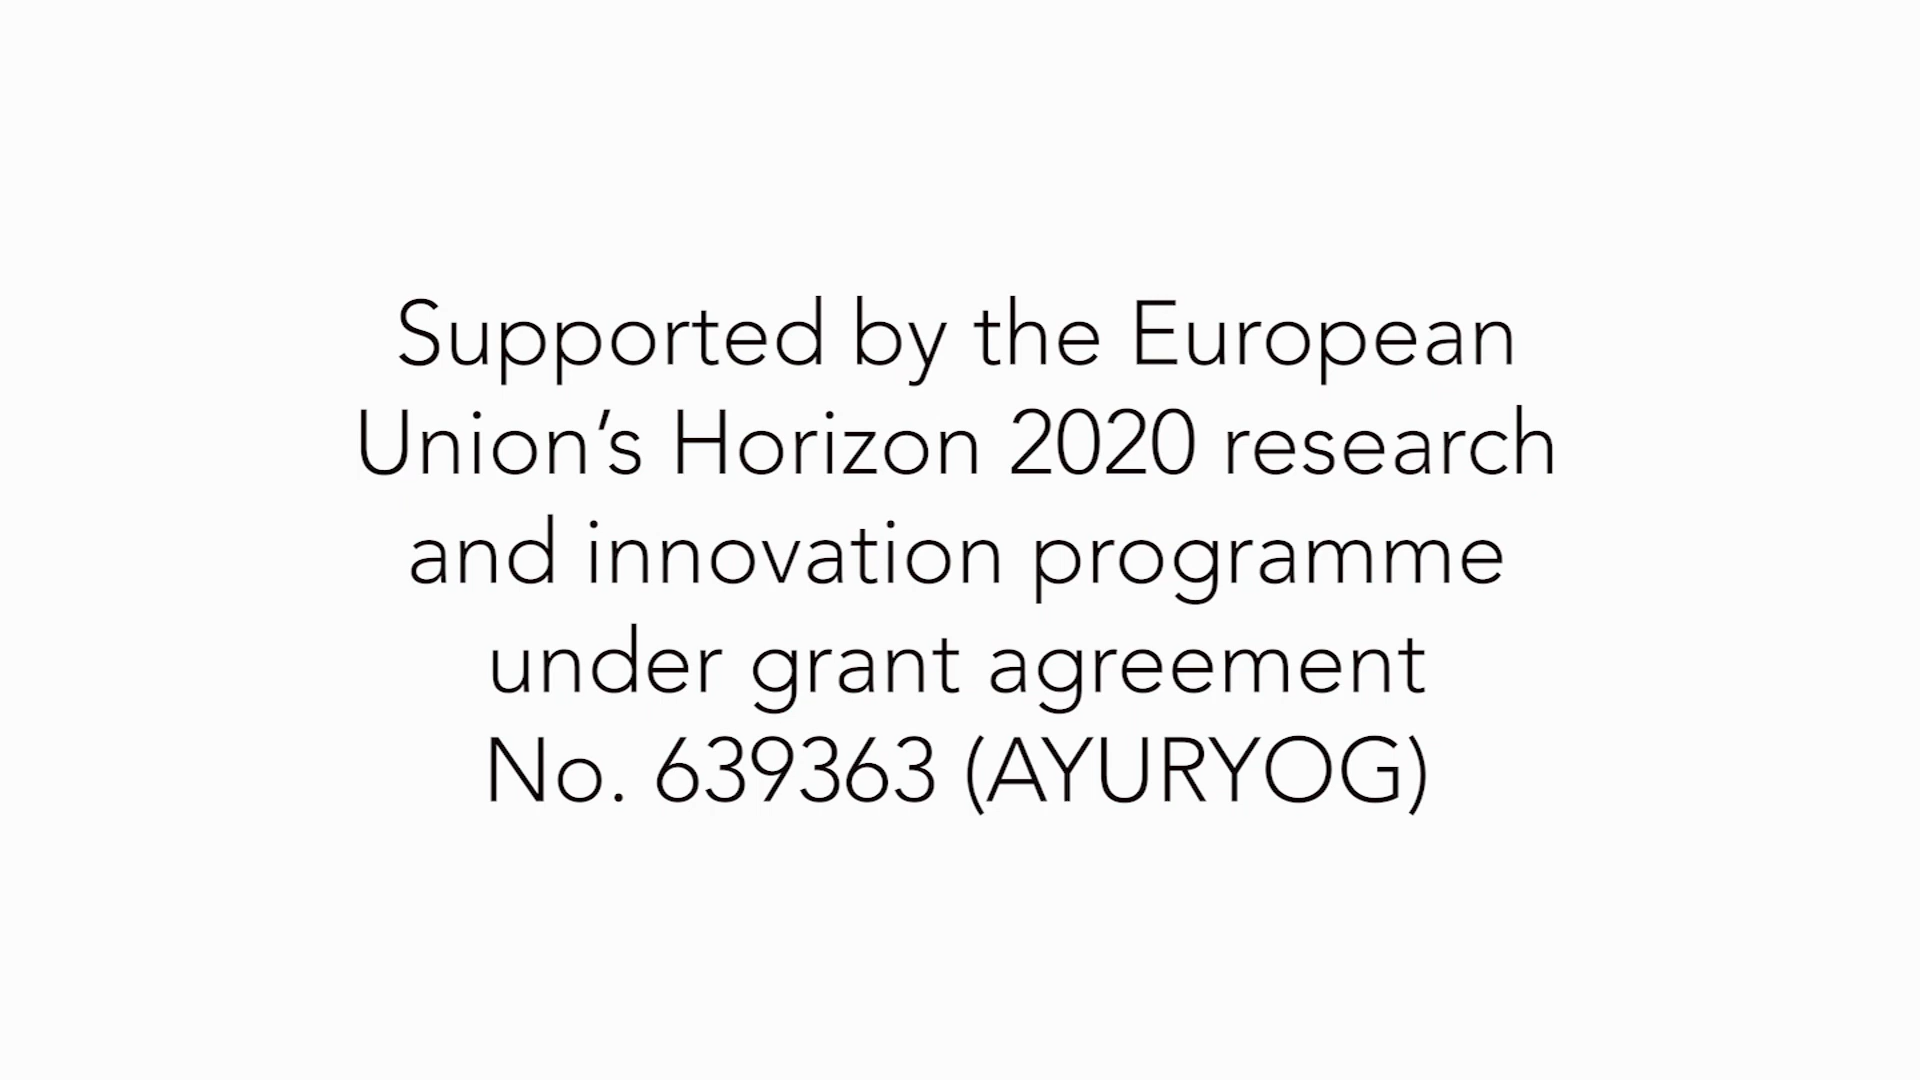 Supported by the European
Union’s Horizon 2020 research
and innovation programme
under grant agreement
No. 639363 (AYURYOG)